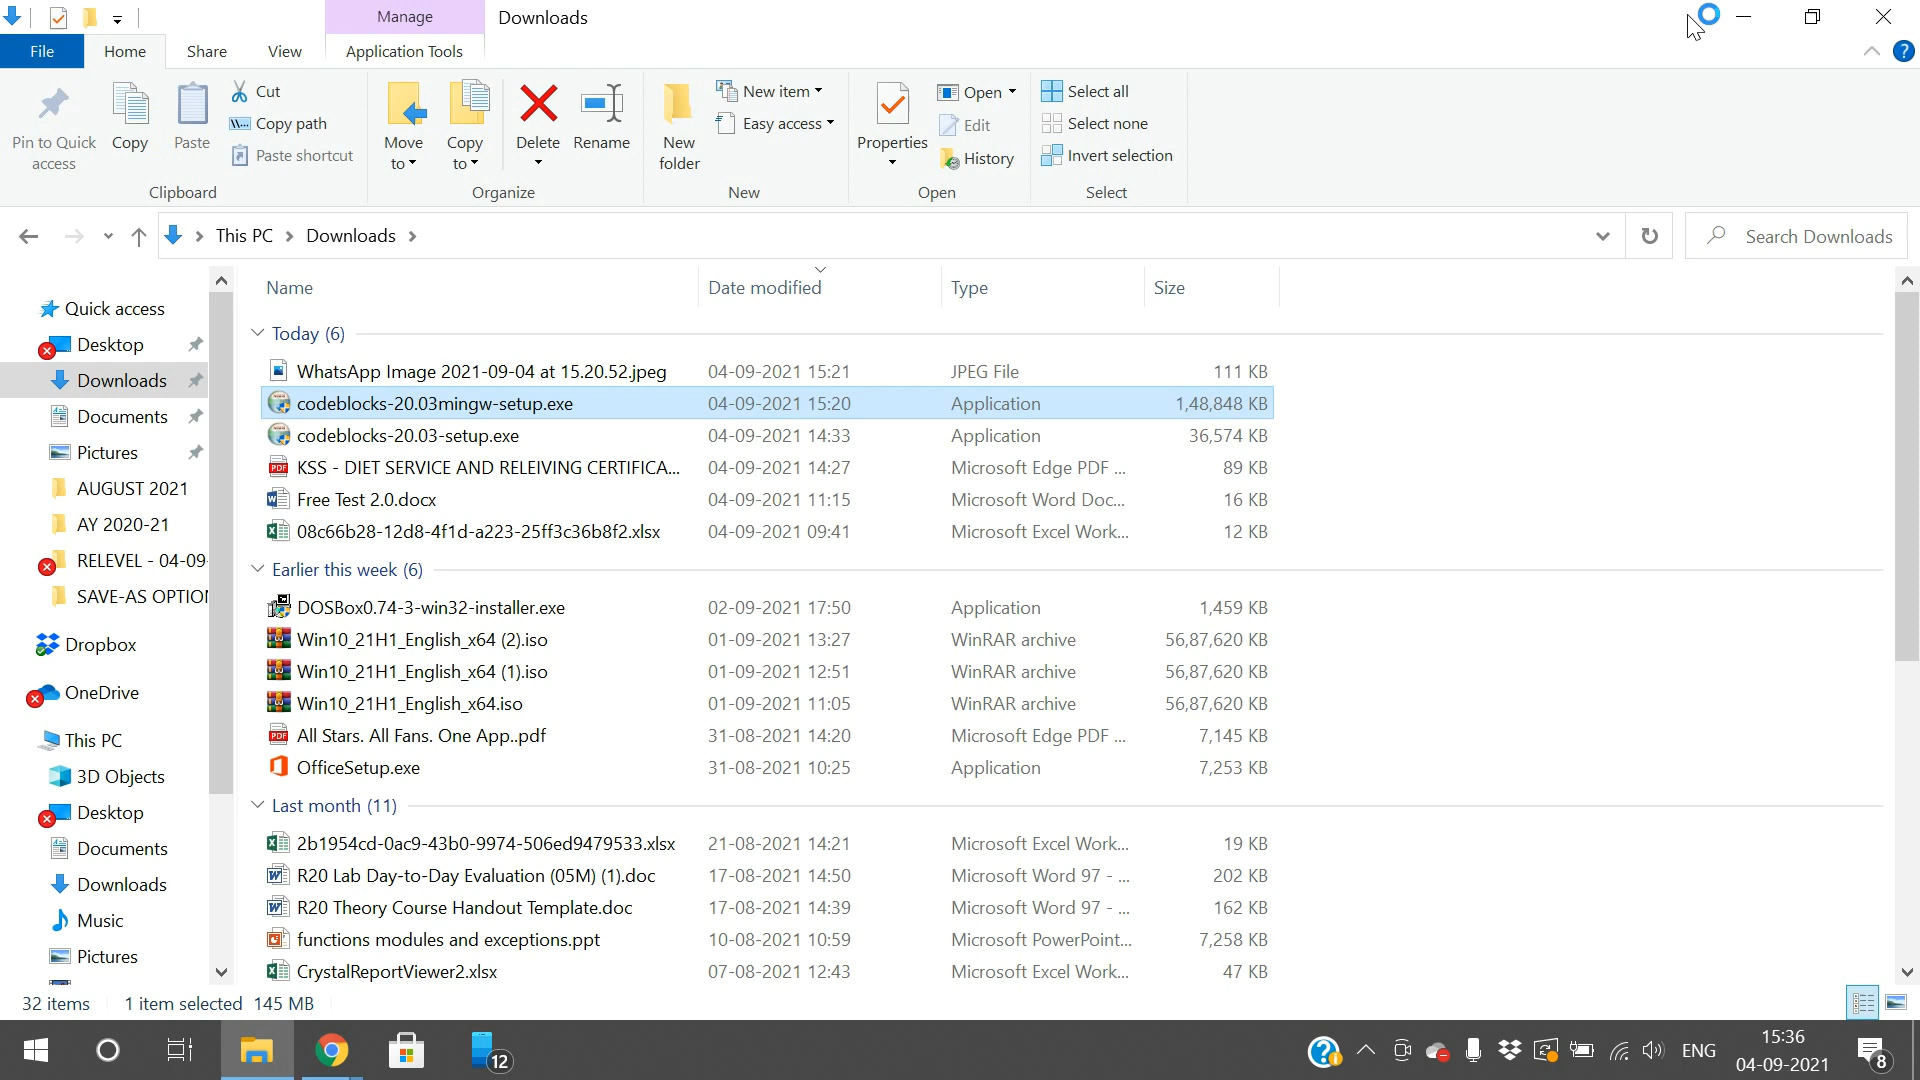 Manage
Downloads
File
Home
Share
View
Application Tools
?
Pin to Quick access
Copy
Paste
Cut
Copy path
Paste shortcut
Clipboard
Move to
Copy to
Delete
Rename
Organize
New folder
New item
Easy access
New
Properties
Open
Edit
History
Open
Select all
Select none
Invert selection
Select
This PC
Downloads
Search Downloads
Name
Date modified
Type
Size
Quick access
Desktop
Downloads
Documents
Pictures
AUGUST 2021
AY 2020-21
RELEVEL - 04-09-
SAVE-AS OPTION
Dropbox
OneDrive
This PC
3D Objects
Desktop
Documents
Downloads
Music
Pictures
Today (6)
WhatsApp Image 2021-09-04 at 15.20.52.jpeg 04-09-2021 15:21 JPEG File 111 KB
codeblocks-20.03mingw-setup.exe 04-09-2021 15:20 Application 1,48,848 KB
codeblocks-20.03-setup.exe 04-09-2021 14:33 Application 36,574 KB
KSS - DIET SERVICE AND RELEIVING CERTIFICA... 04-09-2021 14:27 Microsoft Edge PDF ... 89 KB
Free Test 2.0.docx 04-09-2021 11:15 Microsoft Word Doc... 16 KB
08c66b28-12d8-4f1d-a223-25ff3c36b8f2.xlsx 04-09-2021 09:41 Microsoft Excel Work... 12 KB
Earlier this week (6)
DOSBox0.74-3-win32-installer.exe 02-09-2021 17:50 Application 1,459 KB
Win10_21H1_English_x64 (2).iso 01-09-2021 13:27 WinRAR archive 56,87,620 KB
Win10_21H1_English_x64 (1).iso 01-09-2021 12:51 WinRAR archive 56,87,620 KB
Win10_21H1_English_x64.iso 01-09-2021 11:05 WinRAR archive 56,87,620 KB
All Stars. All Fans. One App..pdf 31-08-2021 14:20 Microsoft Edge PDF ... 7,145 KB
OfficeSetup.exe 31-08-2021 10:25 Application 7,253 KB
Last month (11)
2b1954cd-0ac9-43b0-9974-506ed9479533.xlsx 21-08-2021 14:21 Microsoft Excel Work... 19 KB
R20 Lab Day-to-Day Evaluation (05M) (1).doc 17-08-2021 14:50 Microsoft Word 97 - ... 202 KB
R20 Theory Course Handout Template.doc 17-08-2021 14:39 Microsoft Word 97 - ... 162 KB
functions modules and exceptions.ppt 10-08-2021 10:59 Microsoft PowerPoint... 7,258 KB
CrystalReportViewer2.xlsx 07-08-2021 12:43 Microsoft Excel Work... 47 KB
32 items 1 item selected 145 MB
12
ENG
15:36
04-09-2021
8